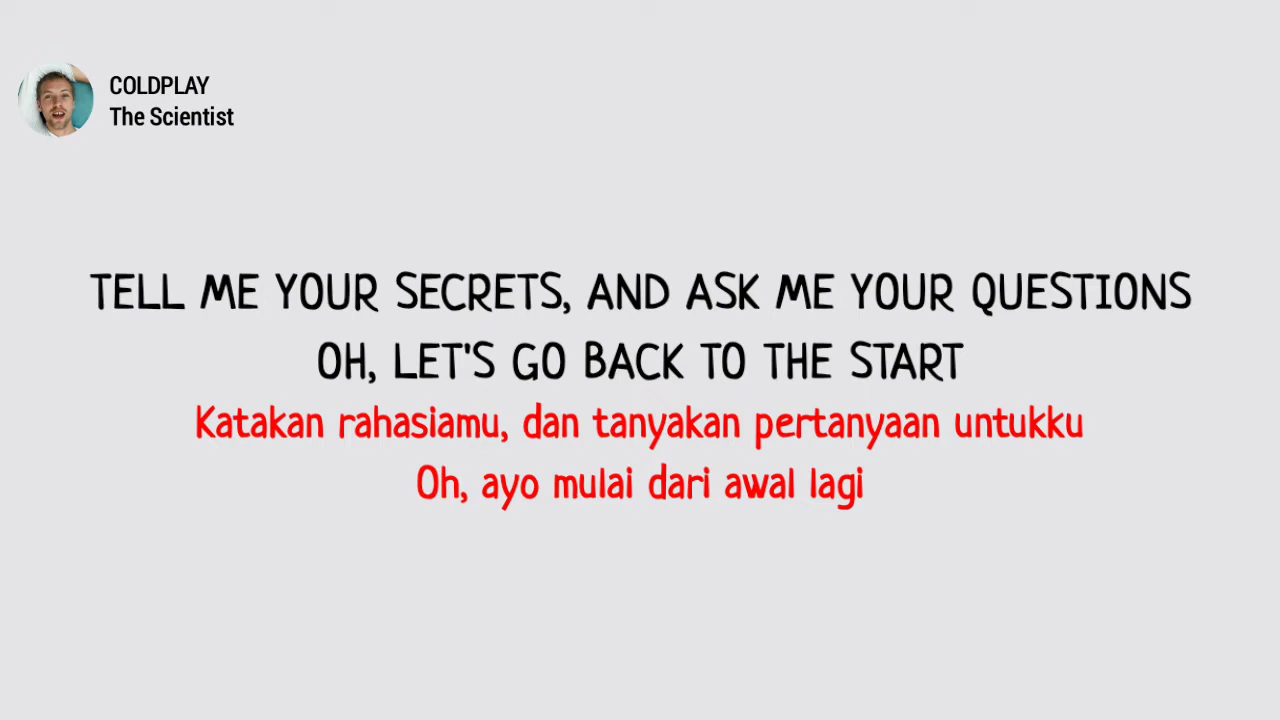 COLDPLAY
The Scientist
TELL ME YOUR SECRETS, AND ASK ME YOUR QUESTIONS
OH, LET'S GO BACK TO THE START
Katakan rahasiamu, dan tanyakan pertanyaan untukku
Oh, ayo mulai dari awal lagi